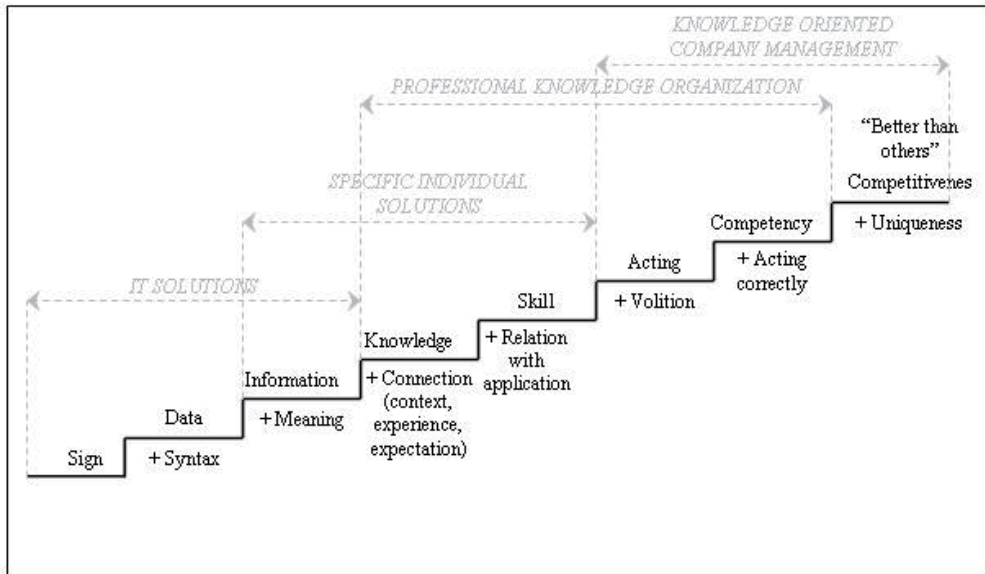 KNOWLEDGE ORIENTED
COMPANY MANAGEMENT
PROFESSIONAL KNOWLEDGE ORGANIZATION
"Better than
others"
SPECIFIC INDIVIDUAL
SOLUTIONS
Competitivenes
+ Uniqueness
Competency
+ Acting
correctly
Acting
+ Volition
IT SOLUTIONS
Skill
+ Relation
with
application
Knowledge
+ Connection
(context,
experience,
expectation)
Information
+ Meaning
Data
+ Syntax
Sign